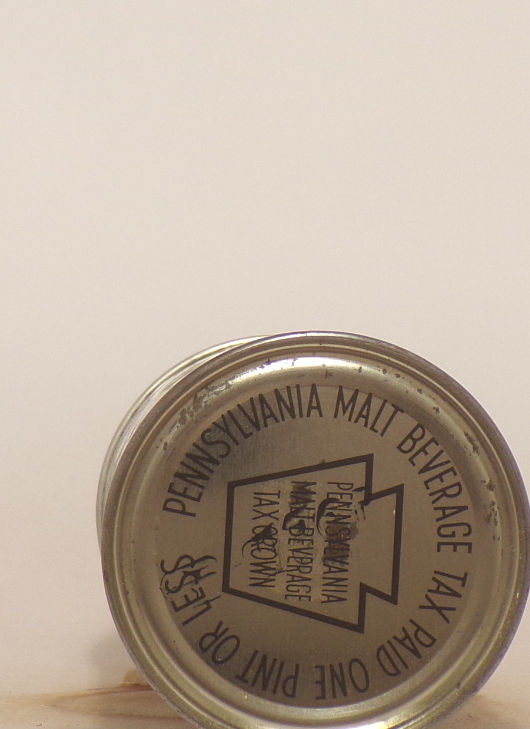 PENNSYLVANIA MALT BEVERAGE TAX PAID ONE PINT OR LESS
PENNSYLVANIA
MALT BEVERAGE
TAX CROWN